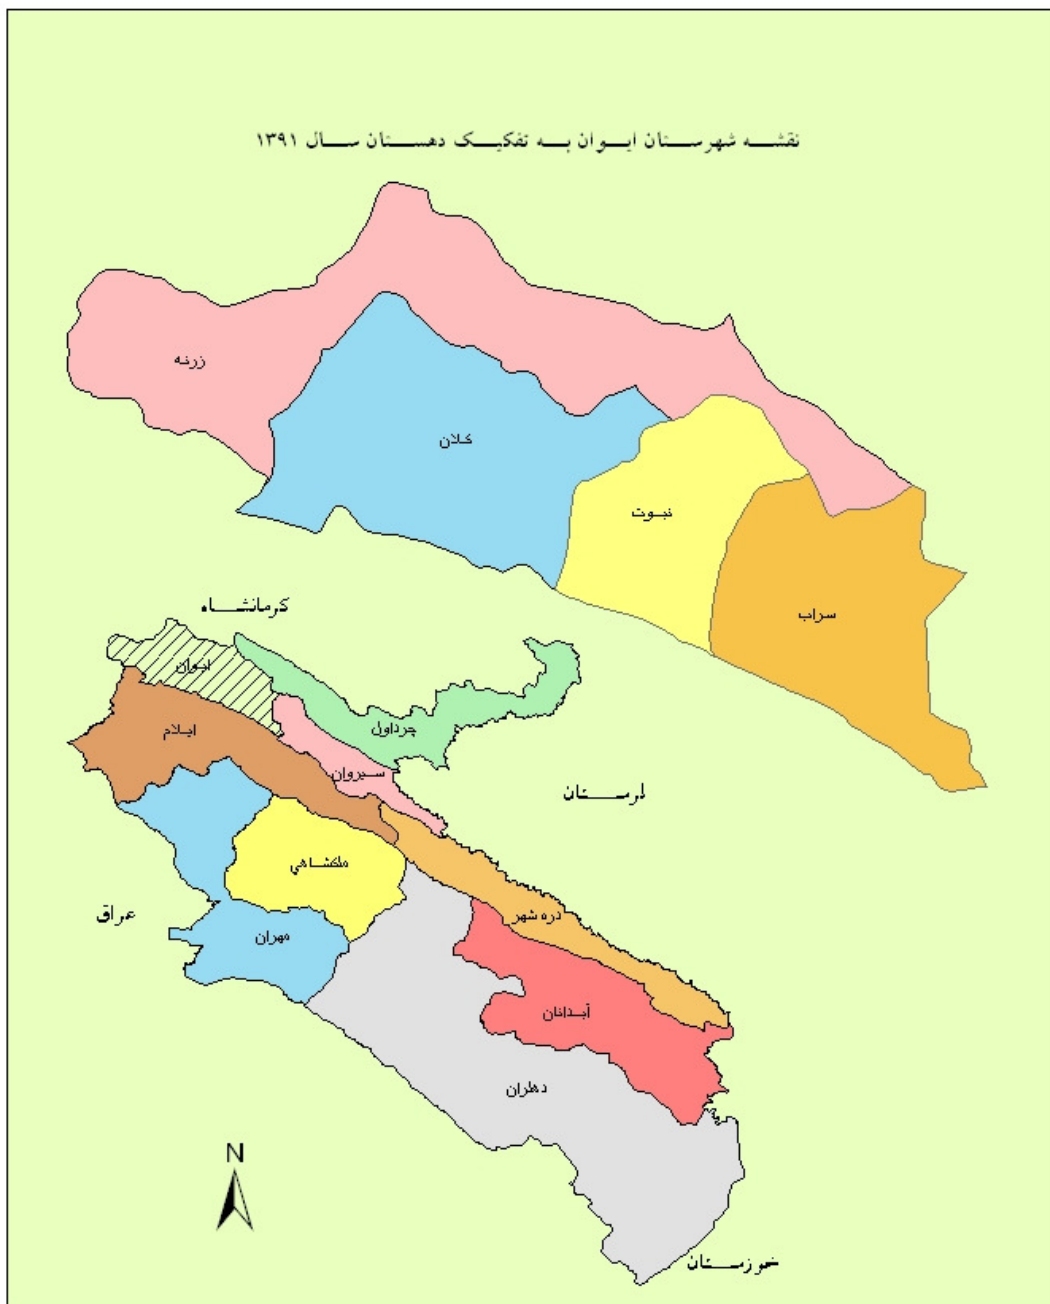 نقشه شهرستان ایوان به تفکیک دهستان سال ۱۳۹۱
زرنه
کلان
نبوت
سراب
کرمانشاه
ایوان
چرداول
ایلام
سیروان
لرستان
ملکشاهي
دره شهر
عراق
مهران
آبدانان
دهلران
N
خوزستان